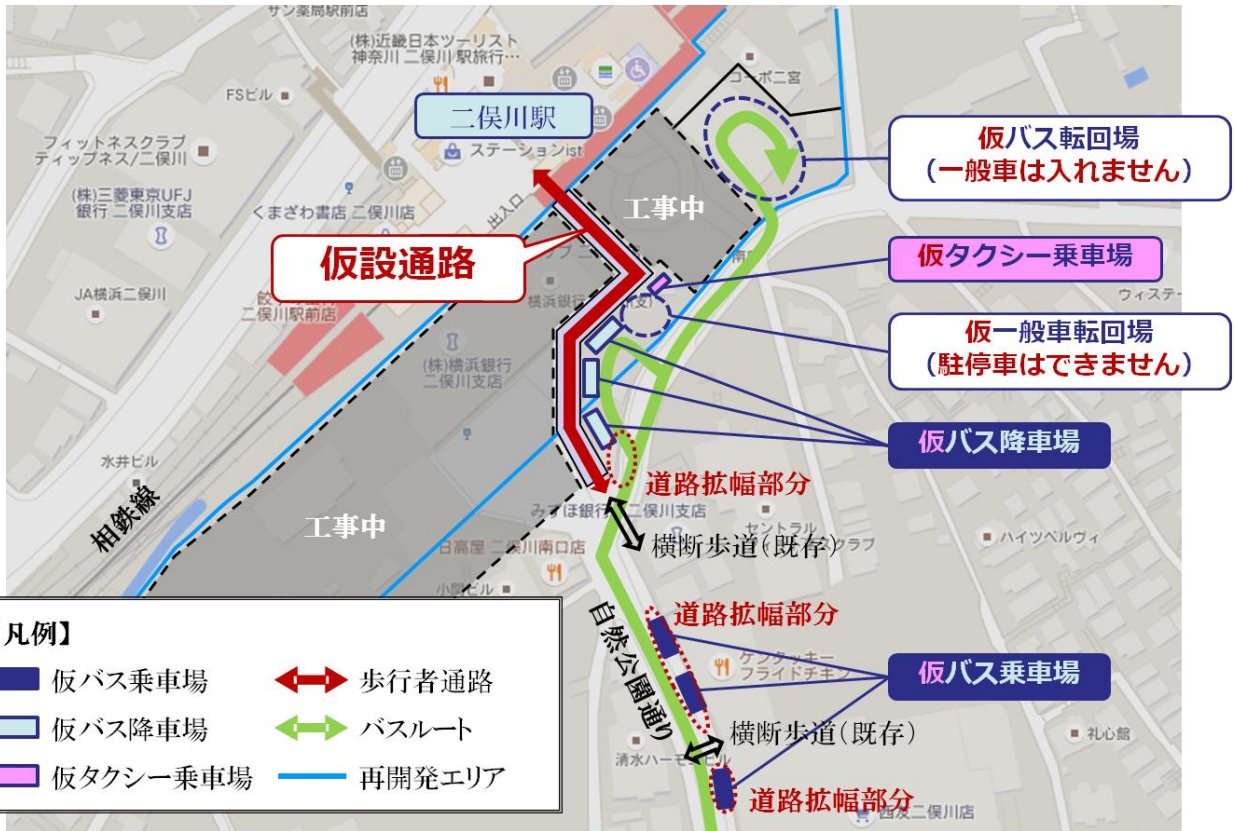 サン薬局駅前店
(株)近畿日本ツーリスト
神奈川 二俣川 駅旅行…
FSビル
コーポ二宮
二俣川駅
フィットネスクラブ
ティップネス/二俣川
ステーションist
仮バス転回場
(一般車は入れません)
(株)三菱東京UFJ
銀行 二俣川支店
くまざわ書店 二俣川店
出入口
工事中
仮設通路
仮タクシー乗車場
JA横浜二俣川
二俣川駅前店
横浜銀行
ウィステー
仮一般車転回場
(駐停車はできません)
(株)横浜銀行
二俣川支店
仮バス降車場
水井ビル
相鉄線
道路拡幅部分
工事中
みずほ銀行 二俣川支店
セントラル
クラブ
横断歩道(既存)
ハイツベルヴィ
日高屋 二俣川南口店
小関ビル
凡例】
仮バス乗車場
歩行者通路
仮バス降車場
バスルート
仮タクシー乗車場
再開発エリア
自然公園通り
道路拡幅部分
ケンタッキー
フライドチキン
仮バス乗車場
横断歩道(既存)
礼心館
清水ハーモニビル
道路拡幅部分
西友二俣川店